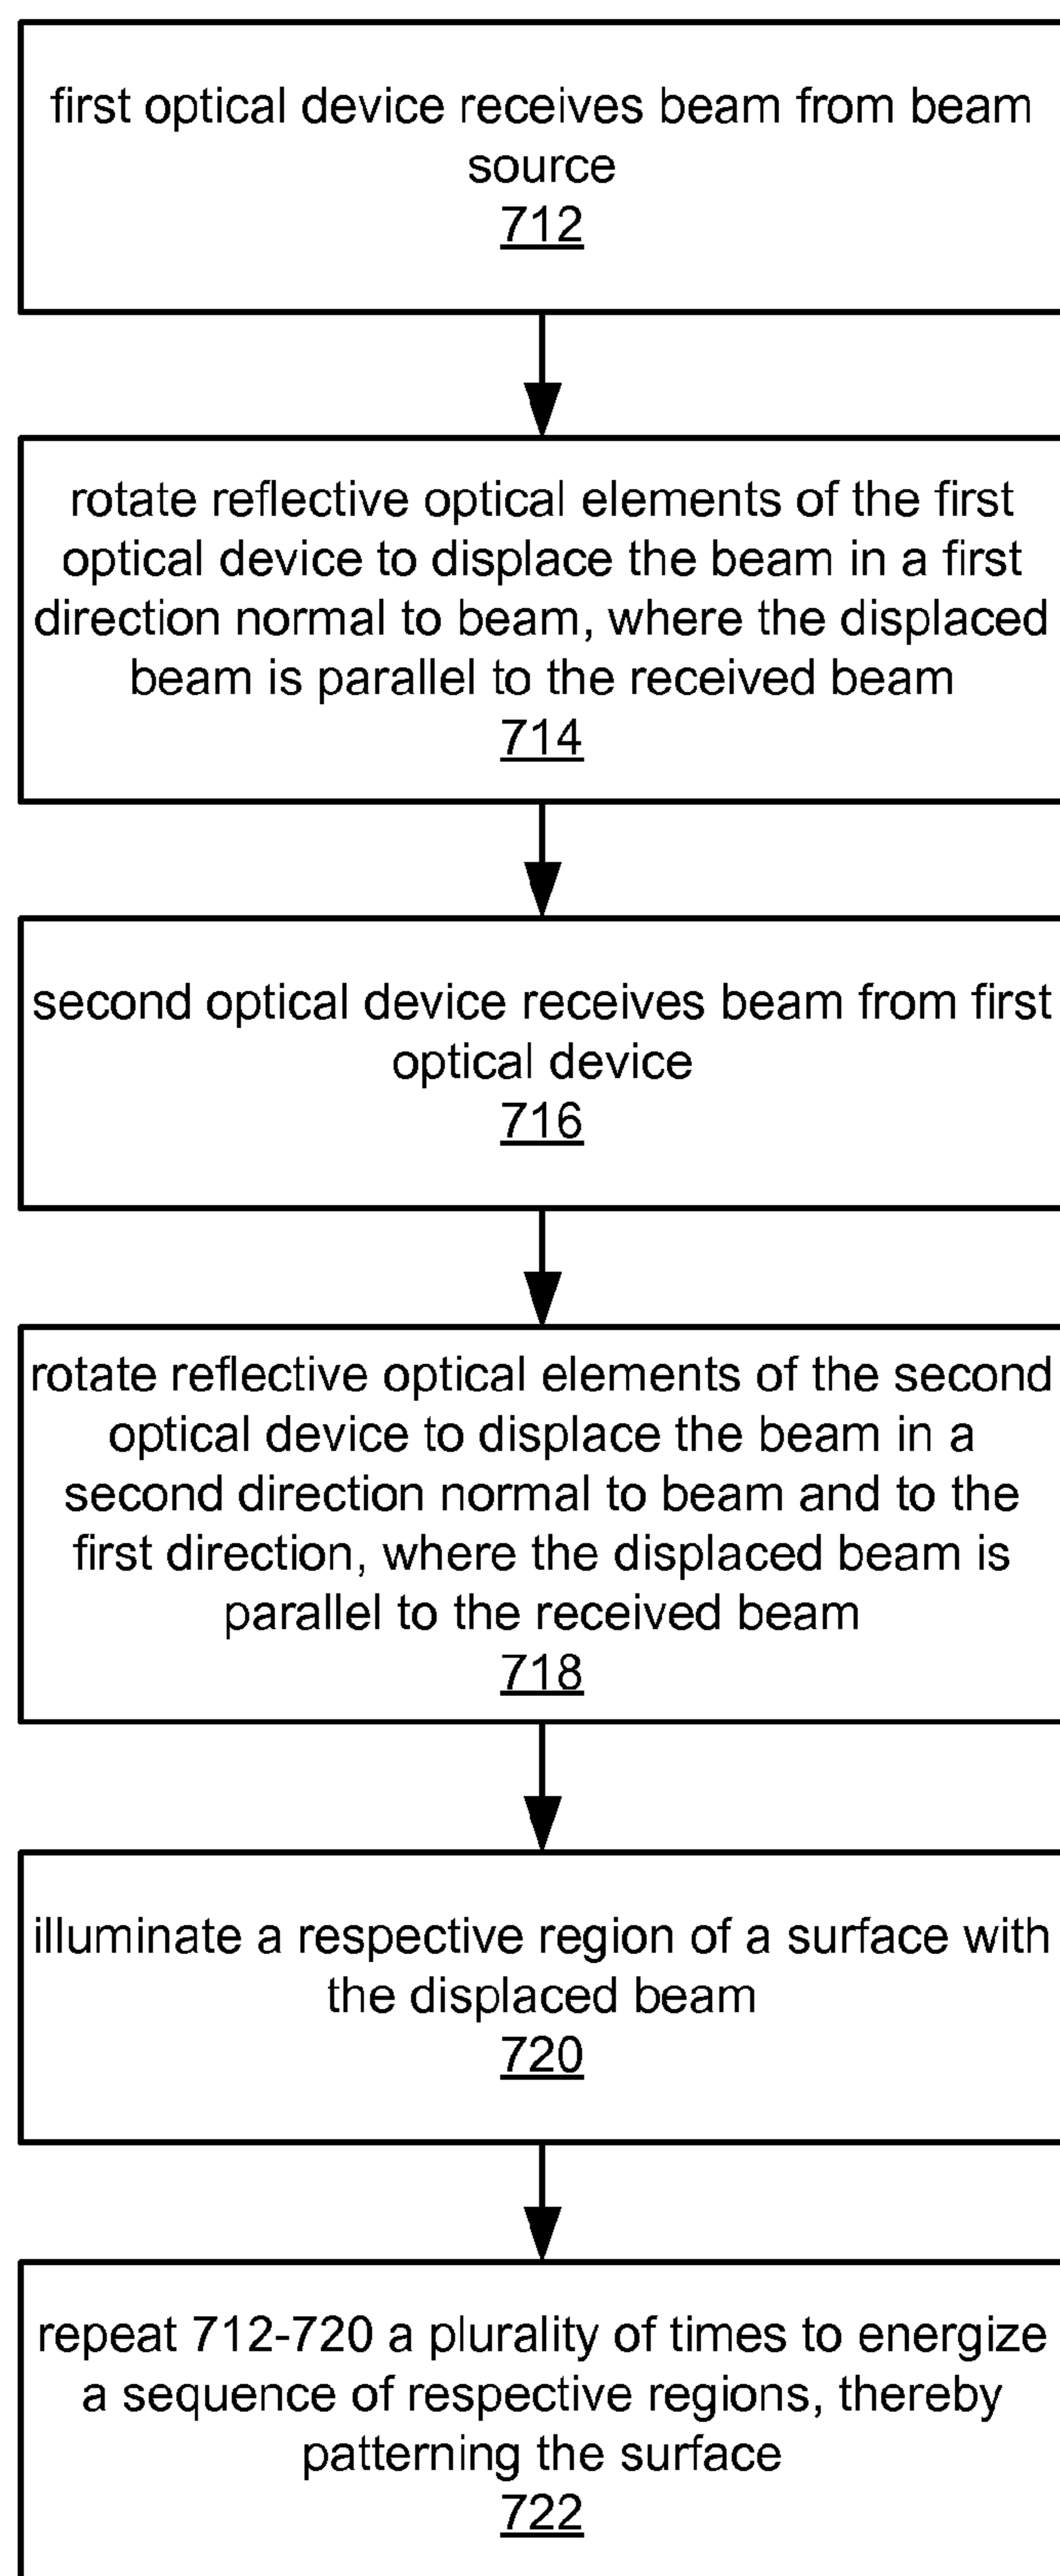 first optical device receives beam from beam
source
712
rotate reflective optical elements of the first
optical device to displace the beam in a first
direction normal to beam, where the displaced
beam is parallel to the received beam
714
second optical device receives beam from first
optical device
716
rotate reflective optical elements of the second
optical device to displace the beam in a
second direction normal to beam and to the
first direction, where the displaced beam is
parallel to the received beam
718
illuminate a respective region of a surface with
the displaced beam
720
repeat 712-720 a plurality of times to energize
a sequence of respective regions, thereby
patterning the surface
722